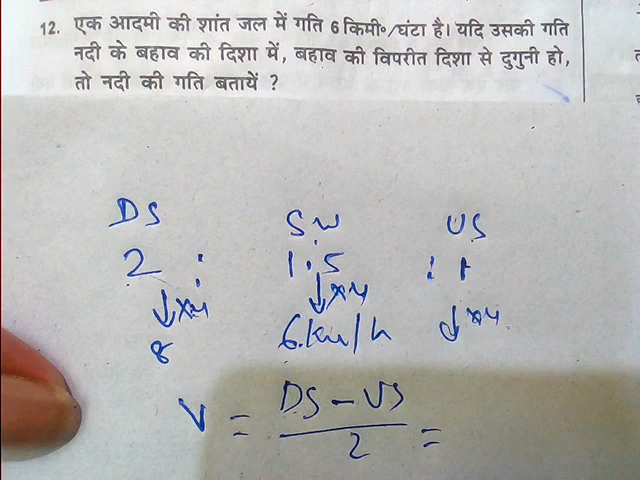 12. एक आदमी की शांत जल में गति 6 किमी०/घंटा है। यदि उसकी गति
नदी के बहाव की दिशा में, बहाव की विपरीत दिशा से दुगुनी हो,
तो नदी की गति बतायें ?
DS SW US
2 : 1.5 : 1
↓×4 ↓×4 ↓×4
8 6.Km/h
V = DS - US / 2 =